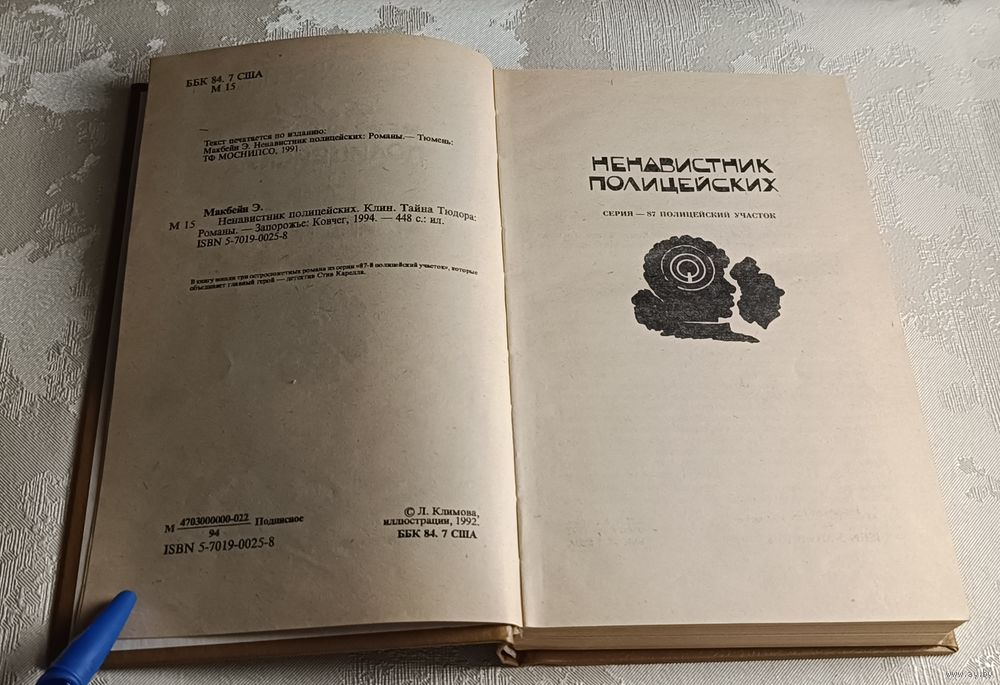 ББК 84. 7 США
М 15
Текст печатается по изданию:
Макбейн Э. Ненавистник полицейских: Романы.— Тюмень:
ТФ МОСНИПСО, 1991.
Макбейн Э.
М 15 Ненавистник полицейских. Клин. Тайна Тюдора:
Романы. — Запорожье: Ковчег, 1994. — 448 с.: ил.
ISBN 5-7019-0025-8
В книгу вошли три остросюжетных романа из серии «87-й полицейский участок», которые
объединяет главный герой — детектив Стив Карелла.
М 4703000000-022 Подписное
94
ISBN 5-7019-0025-8
© Л. Климова,
иллюстрации, 1992.
ББК 84. 7 США
НЕНАВИСТНИК
ПОЛИЦЕЙСКИХ
СЕРИЯ — 87 ПОЛИЦЕЙСКИЙ УЧАСТОК